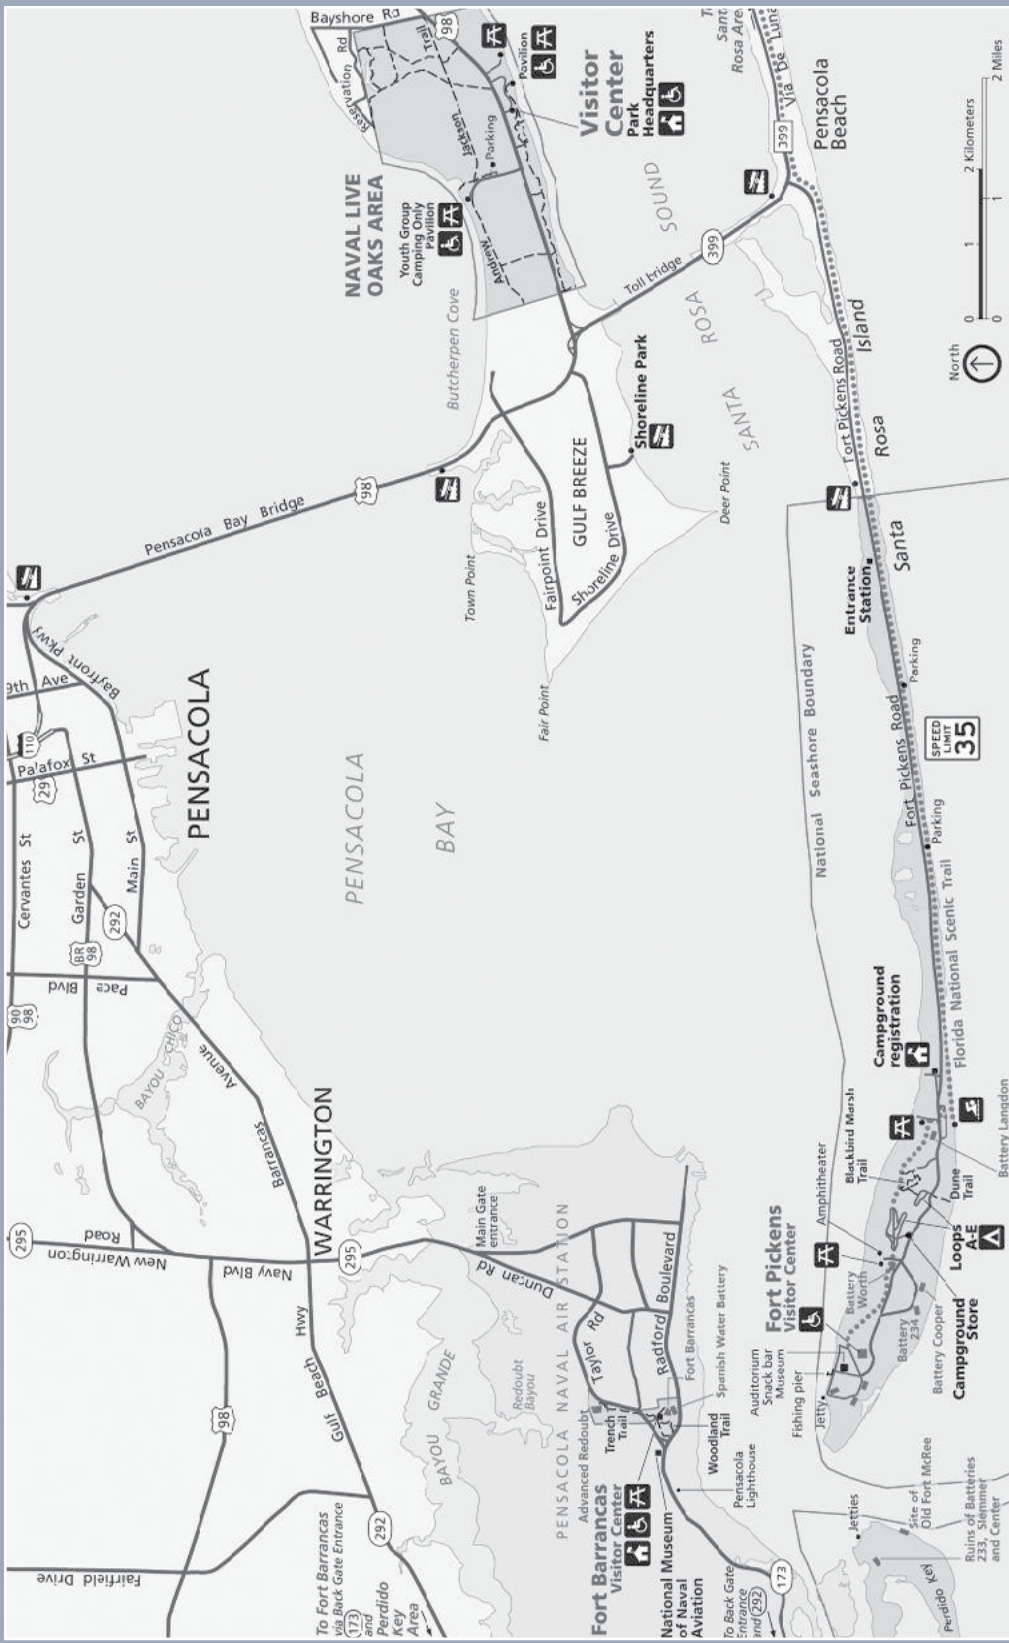 Bayshore Rd
Reservation Rd
98
Trail
Jackson
Andrew
Parking
Pavilion
Visitor
Center
Park
Headquarters
NAVAL LIVE
OAKS AREA
Youth Group
Camping Only
Pavilion
Butcherpen Cove
SANTA ROSA SOUND
Toll bridge
399
399
Via De Luna
To
Santa
Rosa Area
Pensacola
Beach
Shoreline Park
GULF BREEZE
Fairpoint Drive
Shoreline Drive
Town Point
Fair Point
Deer Point
98
Pensacola Bay Bridge
Bayfront Pkwy
9th Ave
110
Palafox St
29
Cervantes St
Garden St
Main St
292
BR
98
Pace Blvd
90
98
PENSACOLA
PENSACOLA
BAY
BAYOU CHICO
Barrancas Avenue
WARRINGTON
295
New Warrington Road
Navy Blvd
295
98
Gulf Beach Hwy
292
Fairfield Drive
To Fort Barrancas
via Back Gate Entrance
173
and
Perdido
Key
Area
BAYOU GRANDE
Redoubt
Bayou
Main Gate
entrance
Duncan Rd
PENSACOLA NAVAL AIR STATION
Taylor Rd
Radford Boulevard
Advanced Redoubt
Trench
Trail
Fort Barrancas
Spanish Water Battery
Woodland
Trail
Fort Barrancas
Visitor Center
National Museum
of Naval
Aviation
Pensacola
Lighthouse
To Back Gate
Entrance
and 292
173
Fort Pickens
Visitor Center
Auditorium
Snack bar
Museum
Fishing pier
Jetty
Amphitheater
Battery
Worth
Battery
234
Battery Cooper
Campground
Store
Loops
A-E
Blackbird Marsh
Trail
Dune
Trail
Battery Langdon
Campground
registration
Florida National Scenic Trail
Parking
Fort Pickens Road
SPEED
LIMIT
35
Parking
Entrance
Station
National Seashore Boundary
Fort Pickens Road
Santa Rosa Island
Jetties
Site of
Old Fort McRee
Ruins of Batteries
233, Slemmer
and Center
Perdido Key
North
0 1 2 Kilometers
0 1 2 Miles